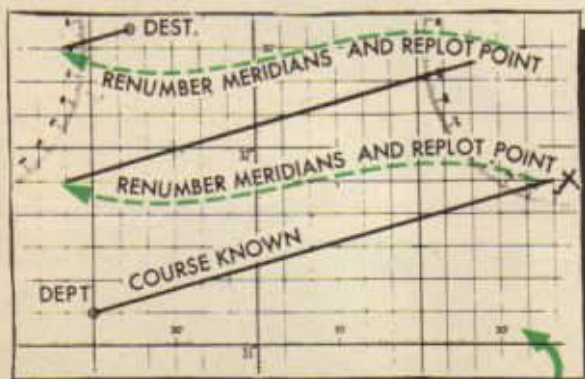 DEST.
RENUMBER MERIDIANS AND REPLOT POINT
RENUMBER MERIDIANS AND REPLOT POINT
COURSE KNOWN
DEPT